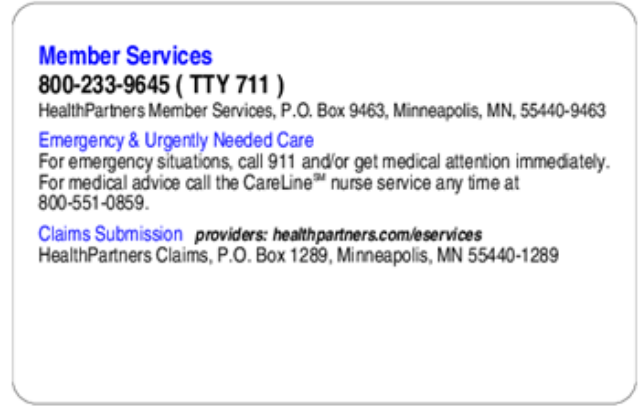 Member Services
800-233-9645 ( TTY 711 )
HealthPartners Member Services, P.O. Box 9463, Minneapolis, MN, 55440-9463
Emergency & Urgently Needed Care
For emergency situations, call 911 and/or get medical attention immediately.
For medical advice call the CareLine℠ nurse service any time at
800-551-0859.
Claims Submission providers: healthpartners.com/eservices
HealthPartners Claims, P.O. Box 1289, Minneapolis, MN 55440-1289